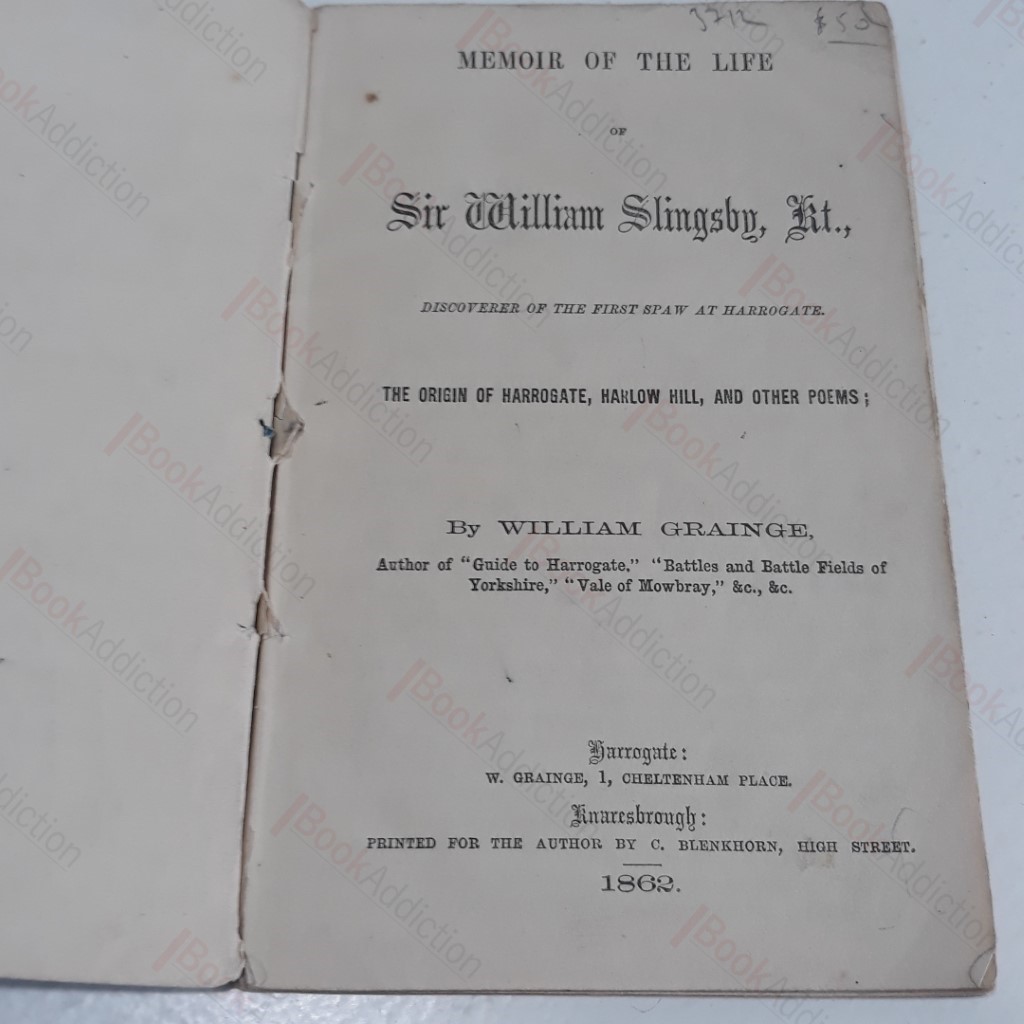 $50
MEMOIR OF THE LIFE
OF
Sir William Slingsby, Kt.,
DISCOVERER OF THE FIRST SPAW AT HARROGATE.
THE ORIGIN OF HARROGATE, HARLOW HILL, AND OTHER POEMS;
By WILLIAM GRAINGE,
Author of "Guide to Harrogate." "Battles and Battle Fields of
Yorkshire," "Vale of Mowbray," &c., &c.
Harrogate:
W. GRAINGE, 1, CHELTENHAM PLACE.
Knaresbrough:
PRINTED FOR THE AUTHOR BY C. BLENKHORN, HIGH STREET.
1862.
BookAddiction